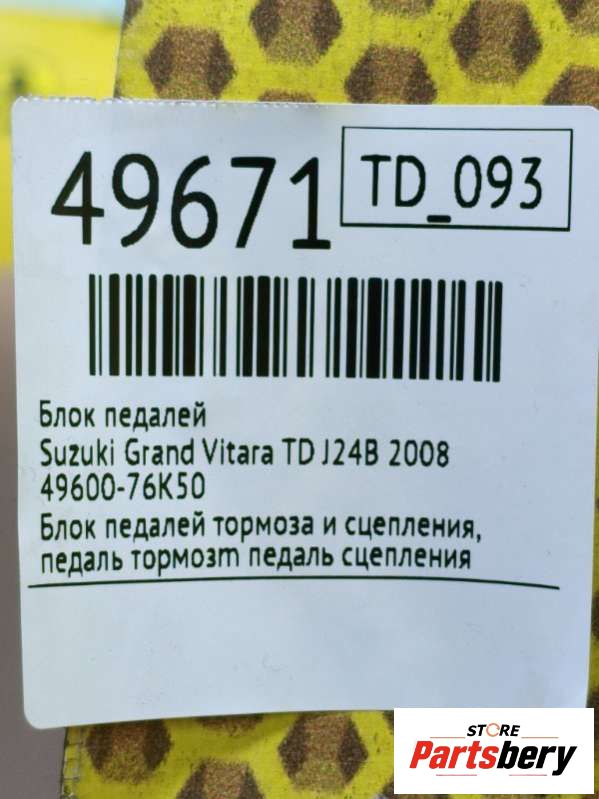 49671
TD_093
Блок педалей
Suzuki Grand Vitara TD J24B 2008
49600-76K50
Блок педалей тормоза и сцепления,
педаль тормозт педаль сцепления
STORE
Partsbery